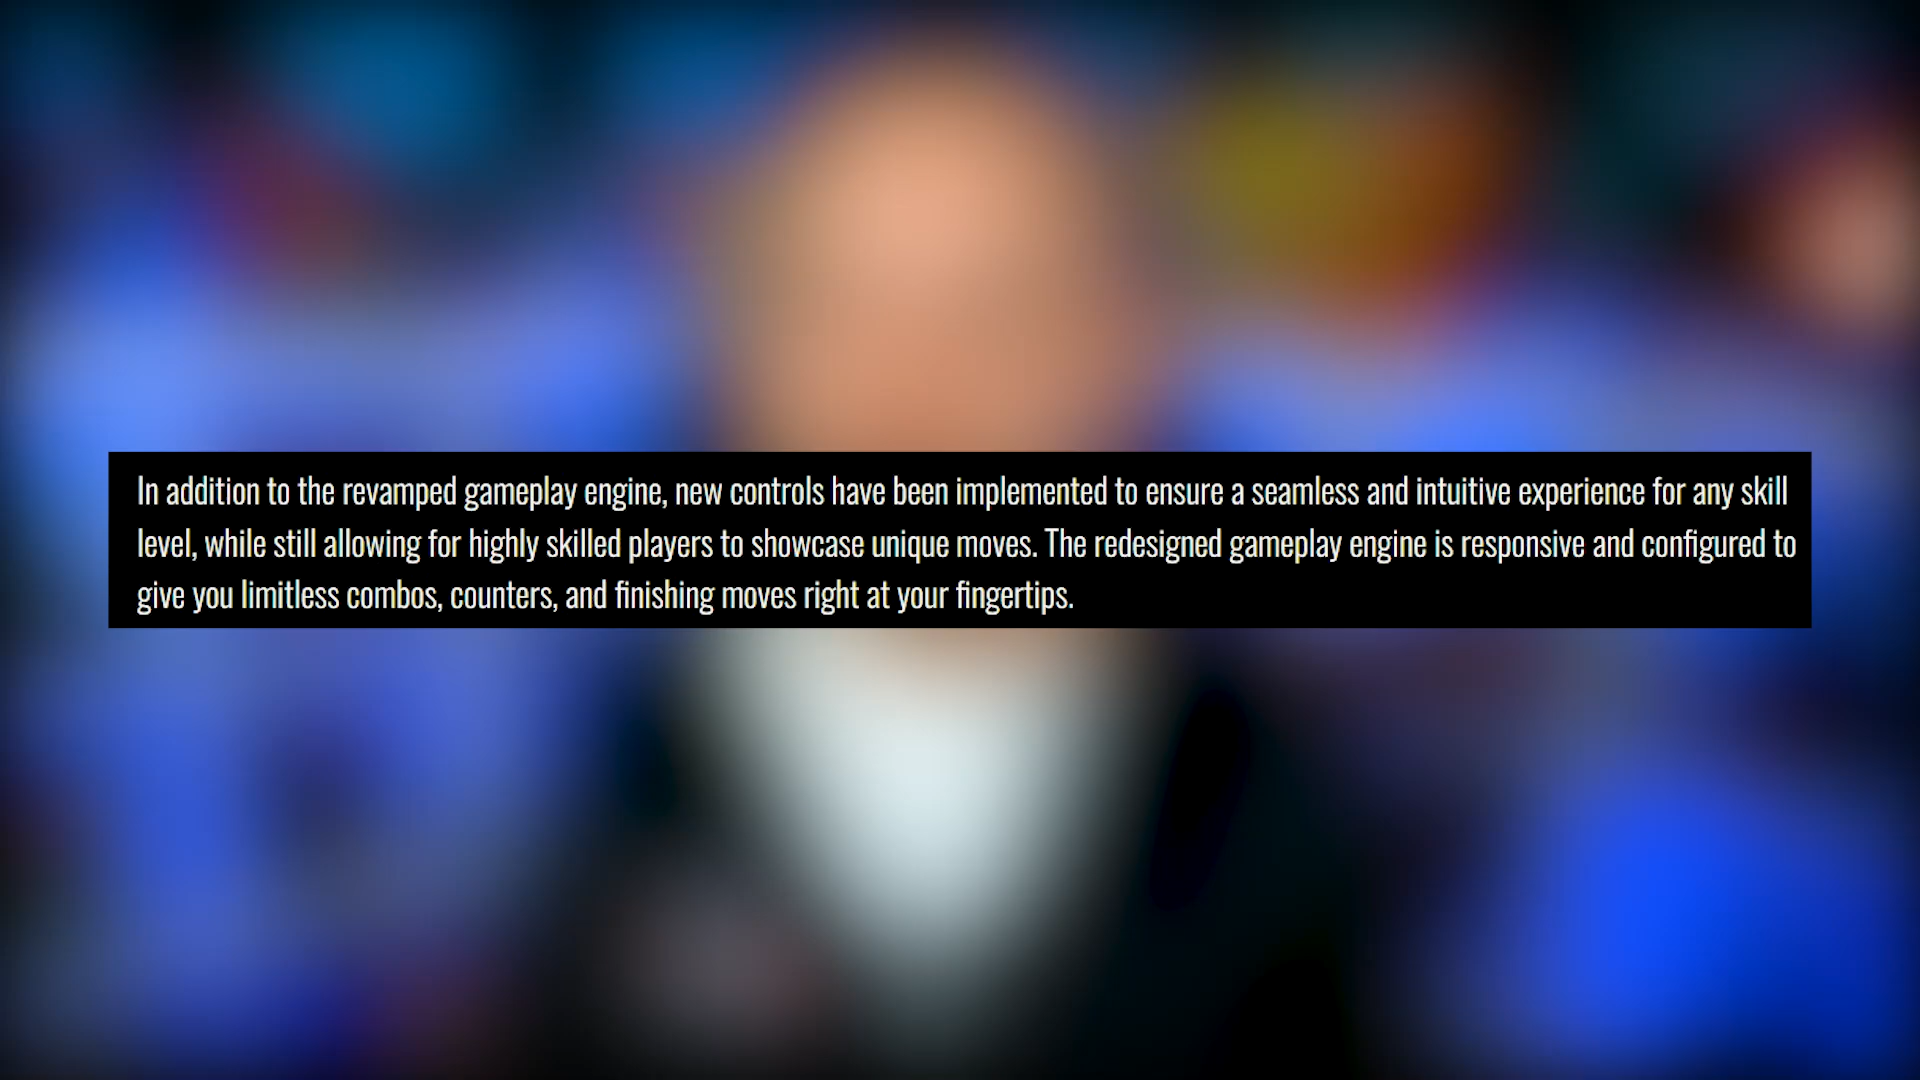 In addition to the revamped gameplay engine, new controls have been implemented to ensure a seamless and intuitive experience for any skill
level, while still allowing for highly skilled players to showcase unique moves. The redesigned gameplay engine is responsive and configured to
give you limitless combos, counters, and finishing moves right at your fingertips.